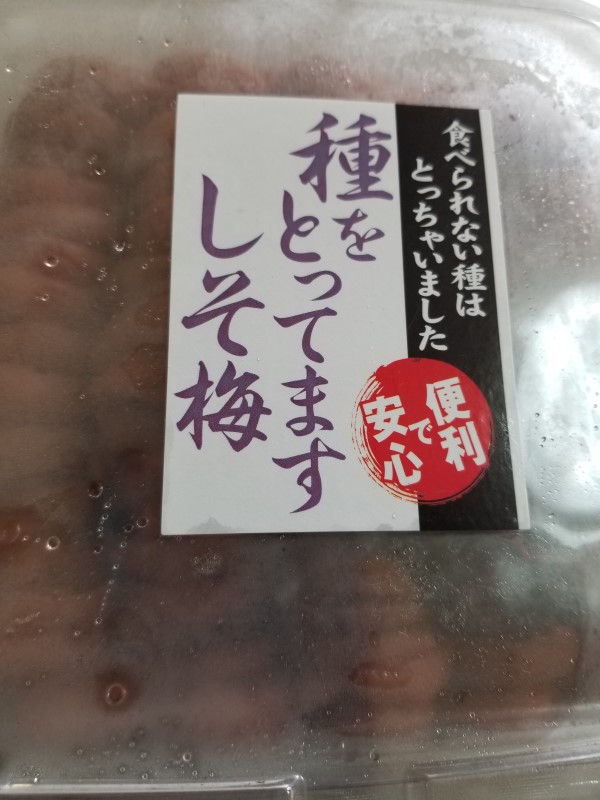 食べられない種は
とっちゃいました
種を
とってます
しそ梅
便利
で
安心